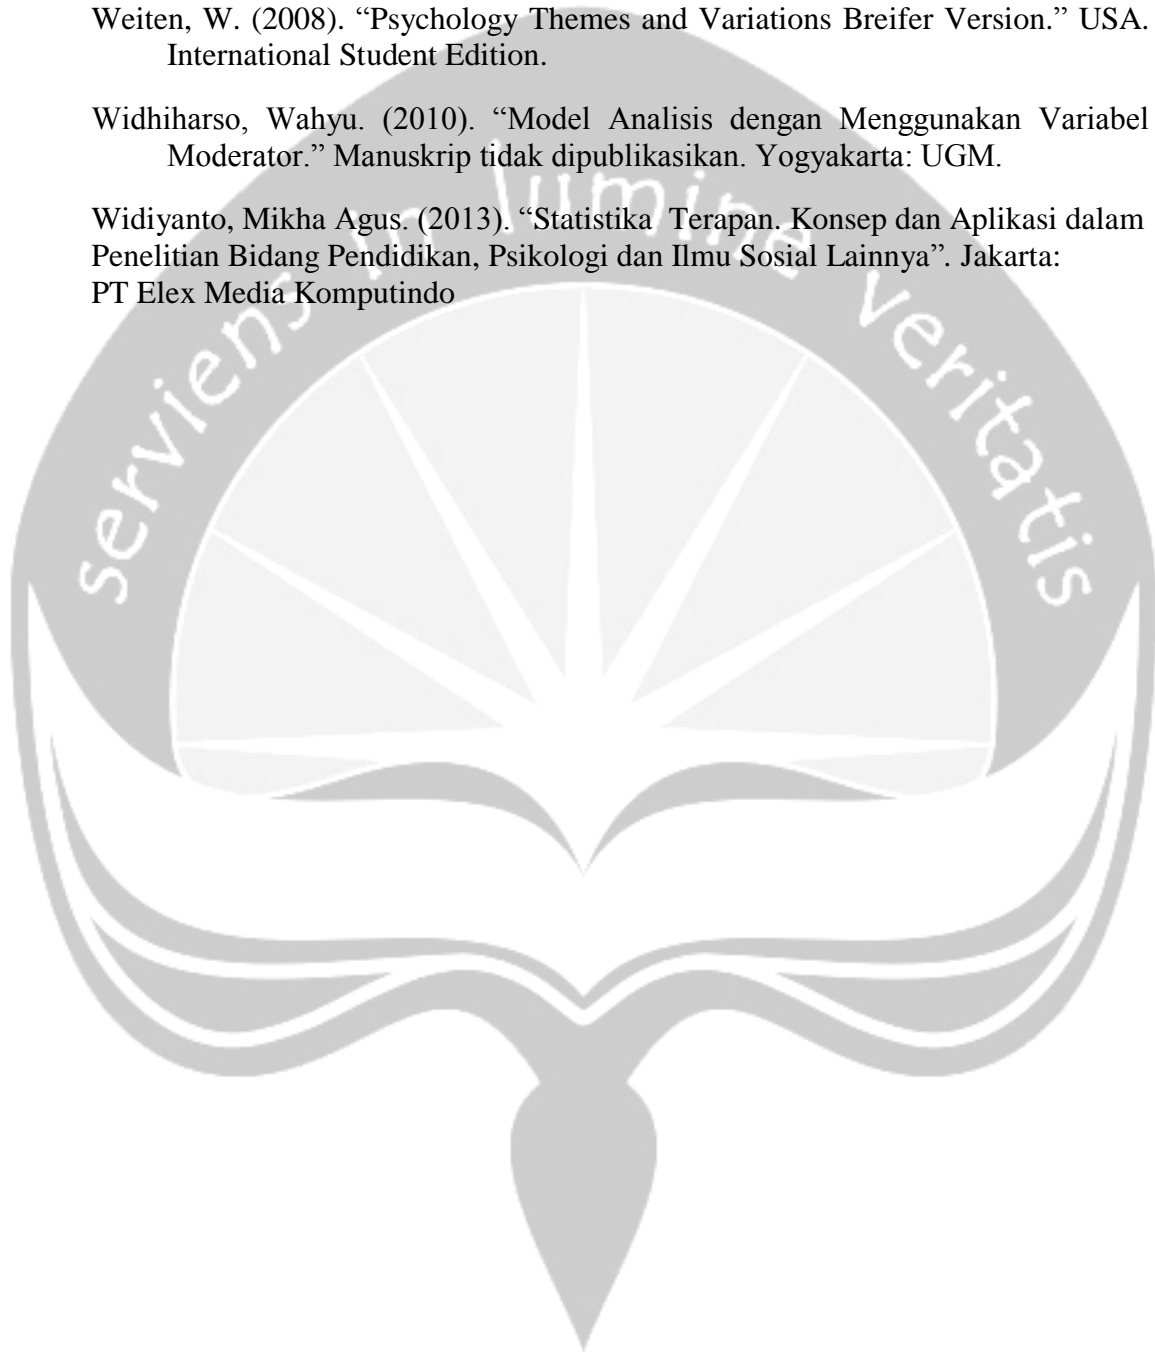 Weiten, W. (2008). “Psychology Themes and Variations Breifer Version.” USA.
International Student Edition.
Widhiharso, Wahyu. (2010). “Model Analisis dengan Menggunakan Variabel
Moderator.” Manuskrip tidak dipublikasikan. Yogyakarta: UGM.
Widiyanto, Mikha Agus. (2013). “Statistika Terapan. Konsep dan Aplikasi dalam
Penelitian Bidang Pendidikan, Psikologi dan Ilmu Sosial Lainnya”. Jakarta:
PT Elex Media Komputindo
serviens in lumine veritatis